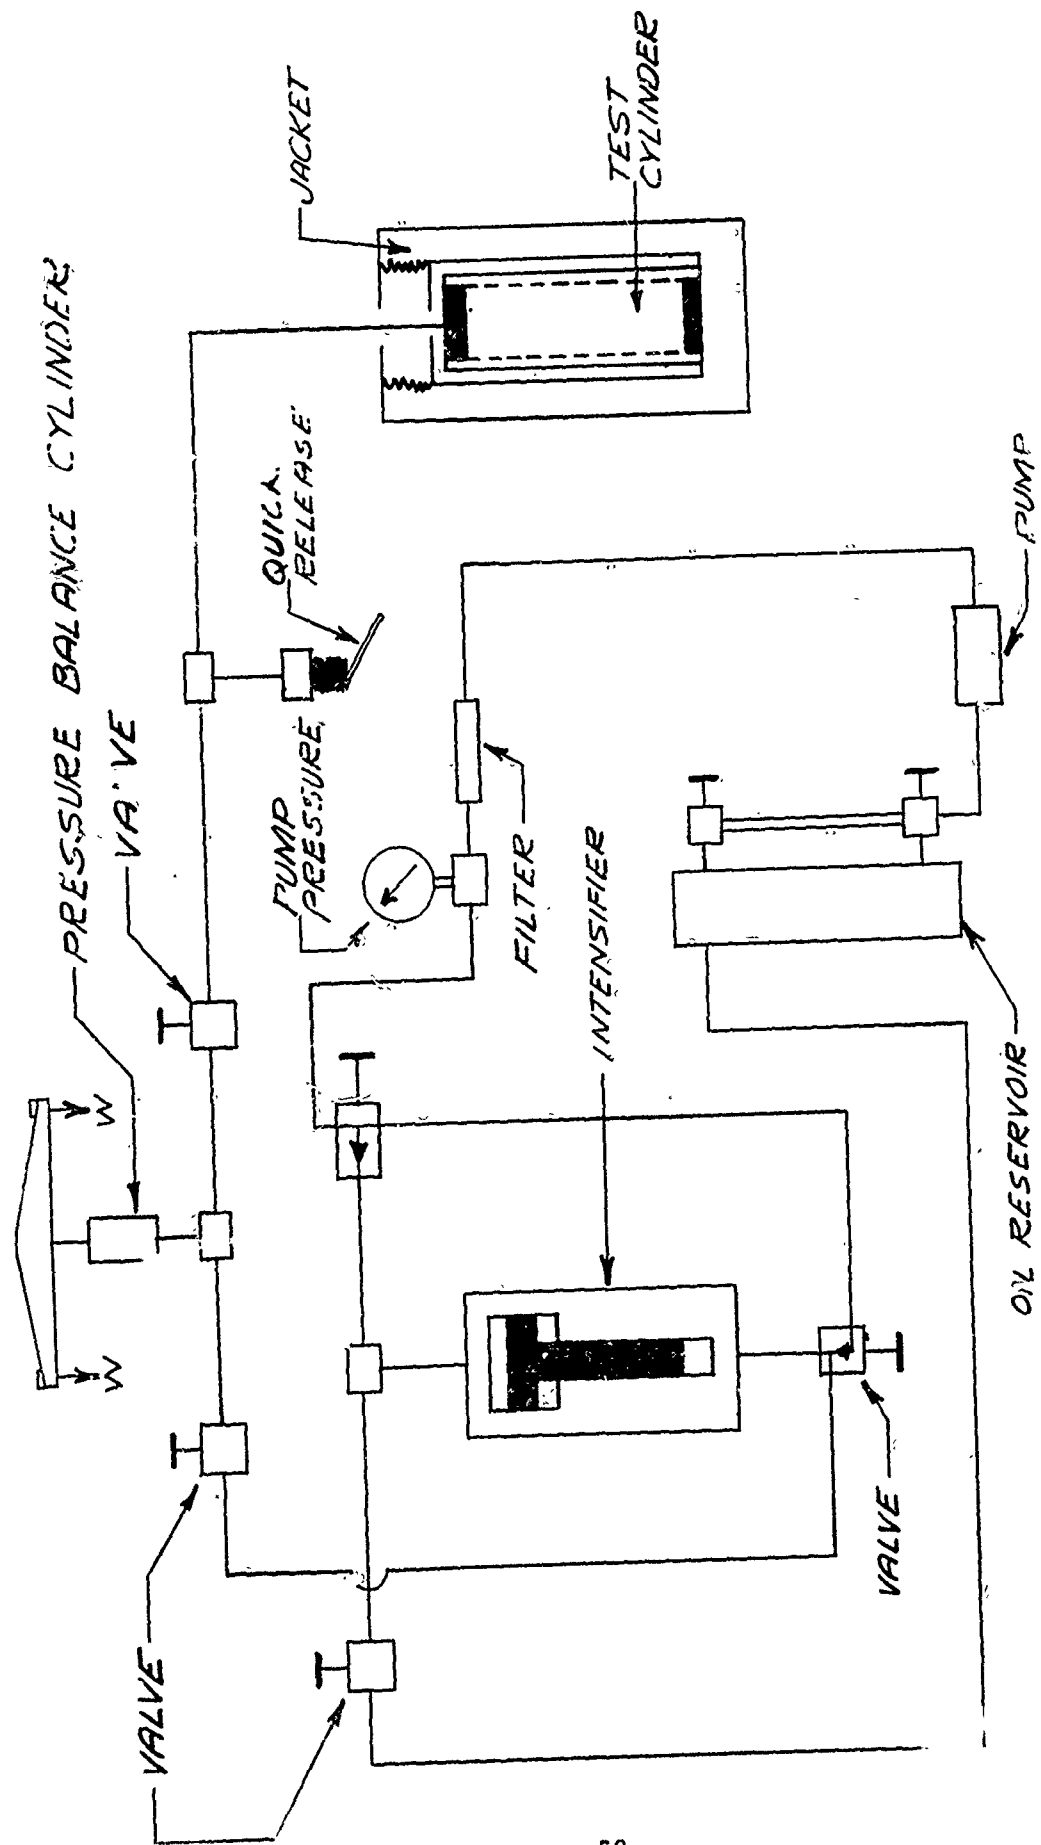 PRESSURE BALANCE CYLINDER
VA'VE
W
W
VALVE
JACKET
TEST
CYLINDER
QUICK
RELEASE
PUMP
PRESSURE
FILTER
INTENSIFIER
PUMP
OIL RESERVOIR
VALVE